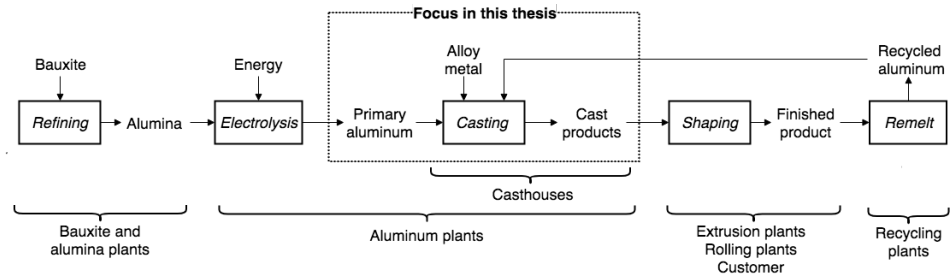 Focus in this thesis
Bauxite
Energy
Alloy
metal
Recycled
aluminum
Refining
Alumina
Electrolysis
Primary
aluminum
Casting
Cast
products
Shaping
Finished
product
Remelt
Casthouses
Bauxite and
alumina plants
Aluminum plants
Extrusion plants
Rolling plants
Customer
Recycling
plants